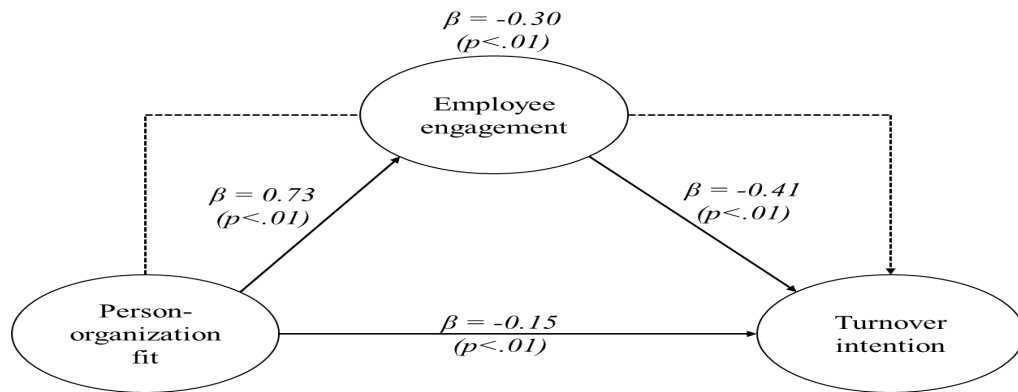 β = -0.30
(p<.01)
Employee
engagement
β = 0.73
(p<.01)
β = -0.41
(p<.01)
Person-
organization
fit
β = -0.15
(p<.01)
Turnover
intention